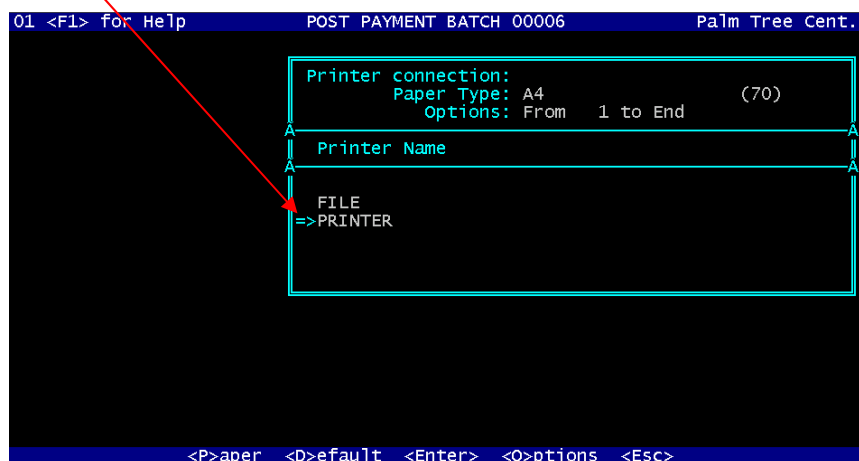 01 <F1> for Help POST PAYMENT BATCH 00006 Palm Tree Cent.
Printer connection:
Paper Type: A4 (70)
Options: From 1 to End
A A
Printer Name
A A
FILE
=>PRINTER
<P>aper <D>efault <Enter> <O>ptions <Esc>